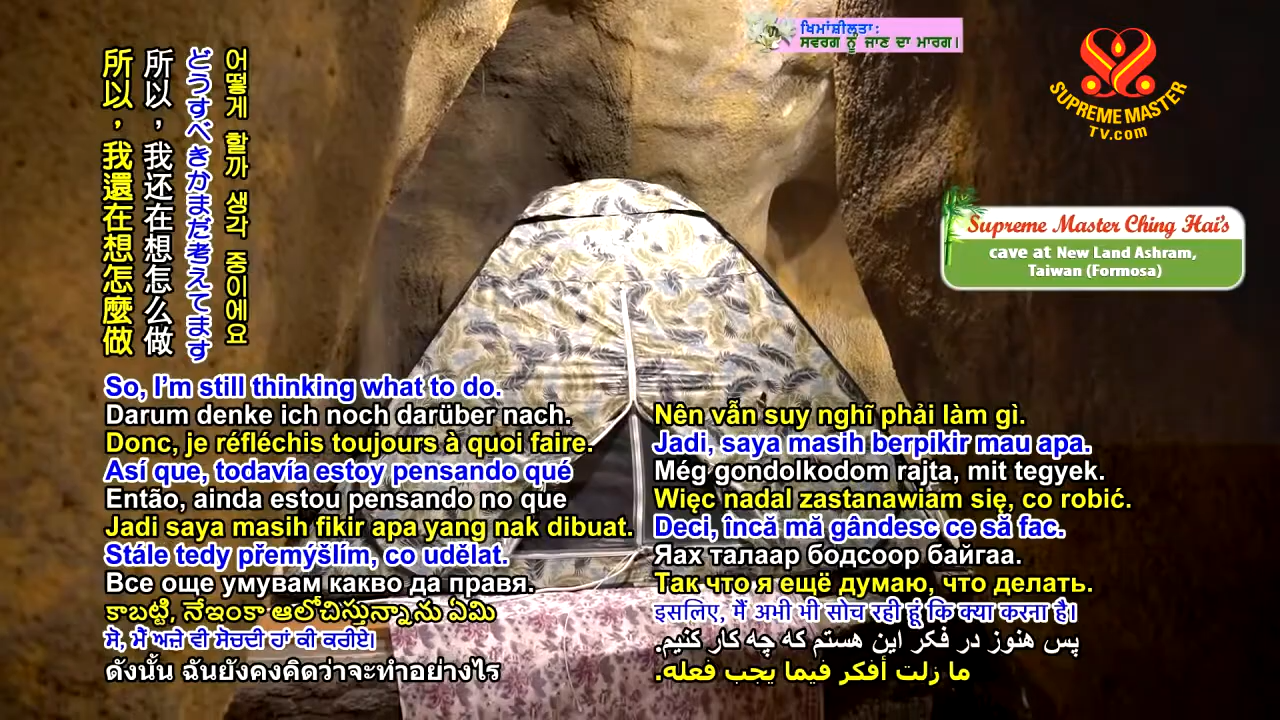 ਖਿਮਾਂਸ਼ੀਲਤਾ:
ਸਵਰਗ ਨੂੰ ਜਾਣ ਦਾ ਮਾਰਗ।
SUPREME MASTER
TV.com
Supreme Master Ching Hai's
cave at New Land Ashram,
Taiwan (Formosa)
어떻게 할까 생각 중이에요
どうすべきかまだ考えてます
所以，我还在想怎么做
所以，我還在想怎麼做
So, I'm still thinking what to do.
Darum denke ich noch darüber nach.
Donc, je réfléchis toujours à quoi faire.
Así que, todavía estoy pensando qué
Então, ainda estou pensando no que
Jadi saya masih fikir apa yang nak dibuat.
Stále tedy přemýšlím, co udělat.
Все още умувам какво да правя.
కాబట్టి, నేఇంకా ఆలోచిస్తున్నాను ఏమి
ਸੋ, ਮੈਂ ਅਜ਼ੇ ਵੀ ਸੋਚਦੀ ਹਾਂ ਕੀ ਕਰੀਏ।
ดังนั้น ฉันยังคงคิดว่าจะทำอย่างไร
Nên vẫn suy nghĩ phải làm gì.
Jadi, saya masih berpikir mau apa.
Még gondolkodom rajta, mit tegyek.
Więc nadal zastanawiam się, co robić.
Deci, încă mă gândesc ce să fac.
Яах талаар бодсоор байгаа.
Так что я ещё думаю, что делать.
इसलिए, मैं अभी भी सोच रही हूं कि क्या करना है।
پس هنوز در فکر این هستم که چه کار کنیم.
ما زلت أفكر فيما يجب فعله.